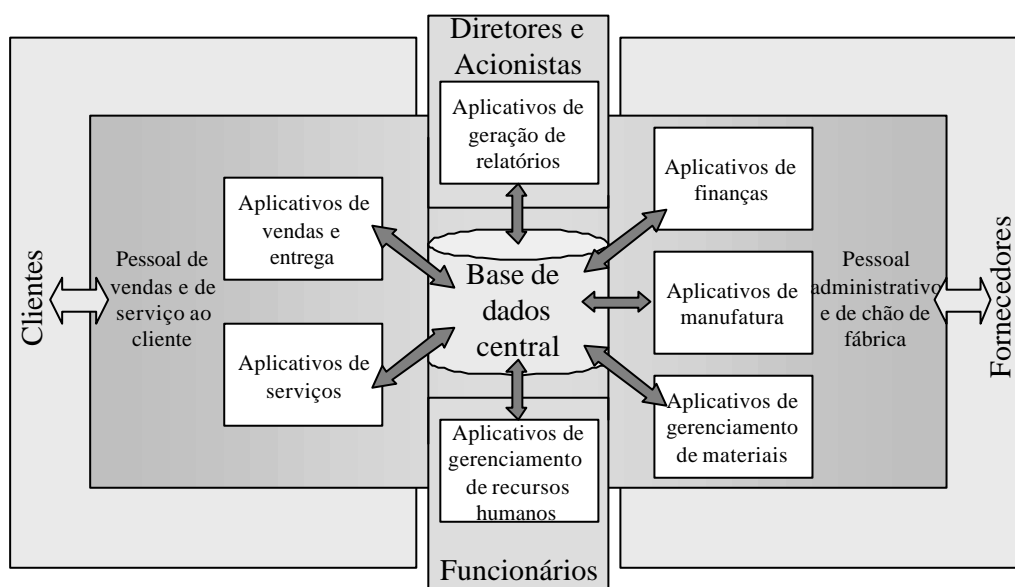 Diretores e
Acionistas
Aplicativos de
geração de
relatórios
Clientes
Pessoal de
vendas e de
serviço ao
cliente
Aplicativos de
vendas e
entrega
Aplicativos de
serviços
Base de
dados
central
Aplicativos de
finanças
Aplicativos de
manufatura
Aplicativos de
gerenciamento
de materiais
Pessoal
administrativo
e de chão de
fábrica
Fornecedores
Aplicativos de
gerenciamento
de recursos
humanos
Funcionários